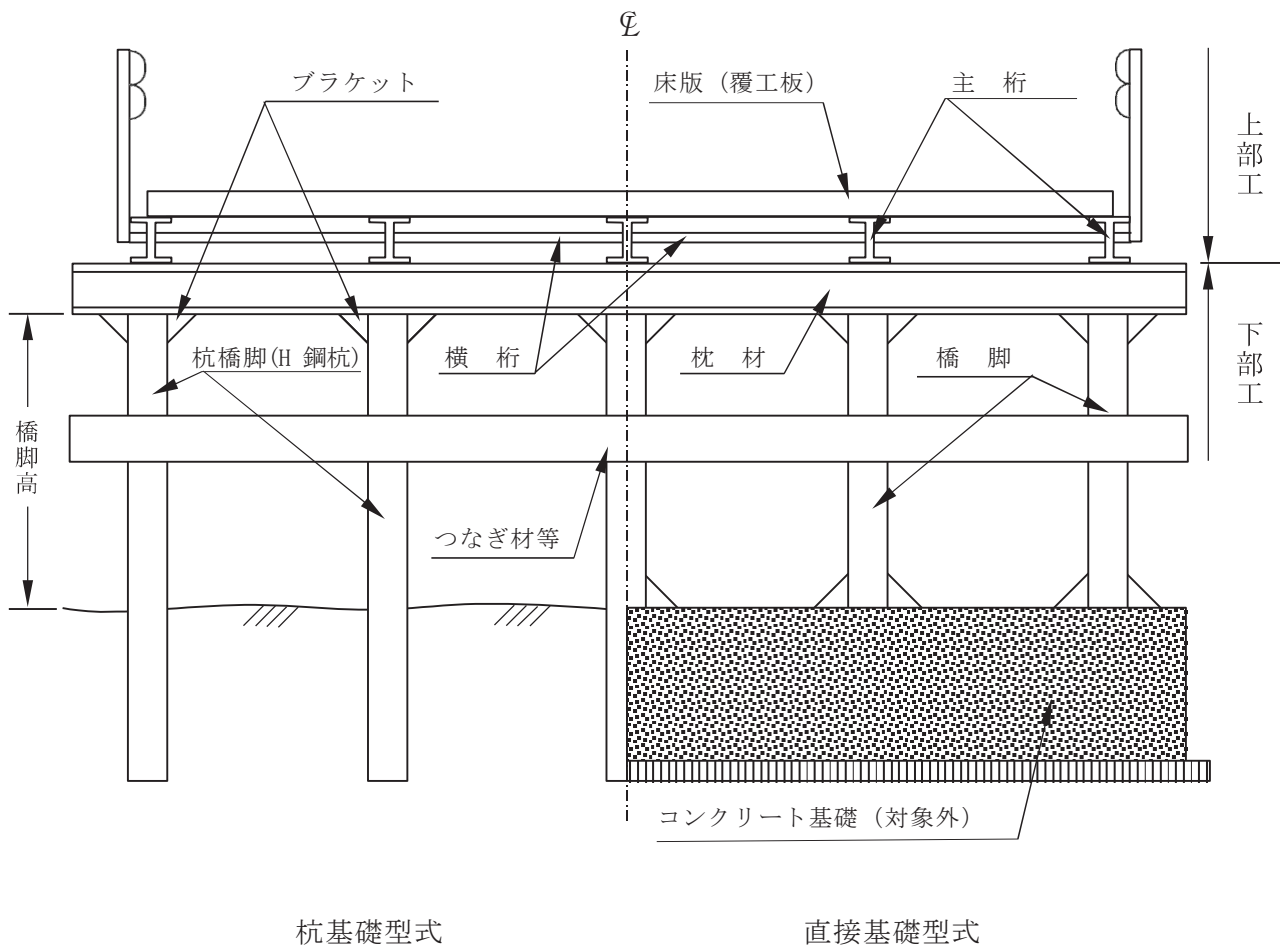 ℄
ブラケット
床版（覆工板）
主　桁
上部工
杭橋脚(H 鋼杭)
横　桁
枕　材
橋　脚
下部工
橋脚高
つなぎ材等
コンクリート基礎（対象外）
杭基礎型式
直接基礎型式